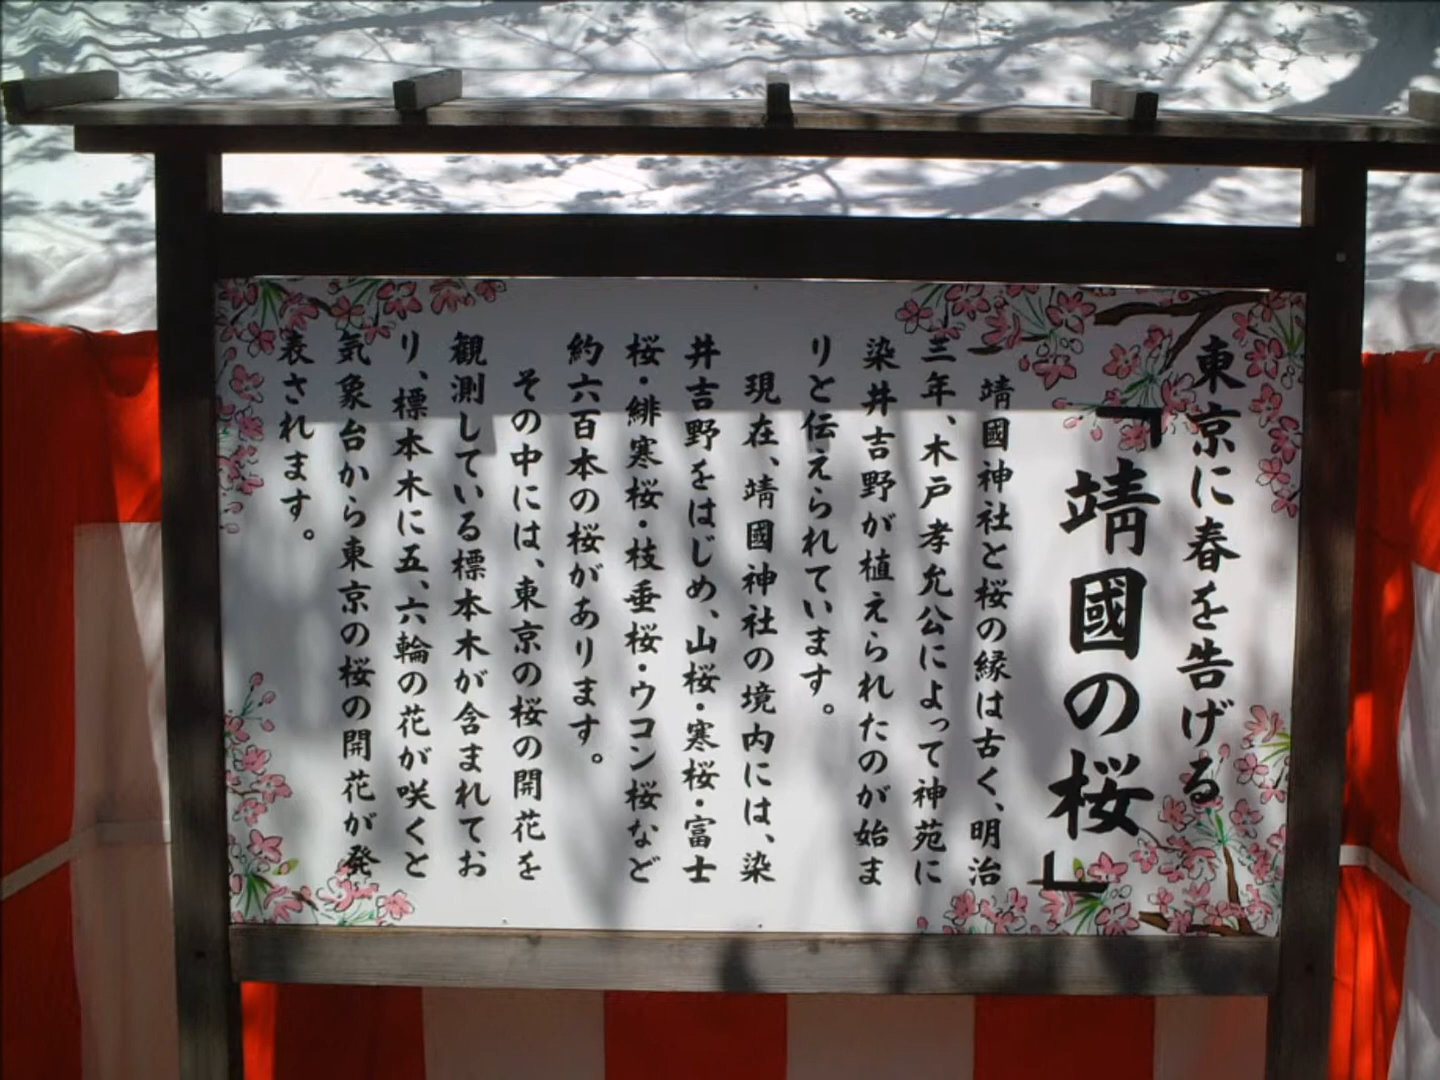 東京に春を告げる
「靖國の桜」
靖國神社と桜の縁は古く、明治
三年、木戸孝允公によって神苑に
染井吉野が植えられたのが始ま
りと伝えられています。
現在、靖國神社の境内には、染
井吉野をはじめ、山桜・寒桜・富士
桜・緋寒桜・枝垂桜・ウコン桜など
約六百本の桜があります。
その中には、東京の桜の開花を
観測している標本木が含まれてお
り、標本木に五、六輪の花が咲くと
気象台から東京の桜の開花が発
表されます。